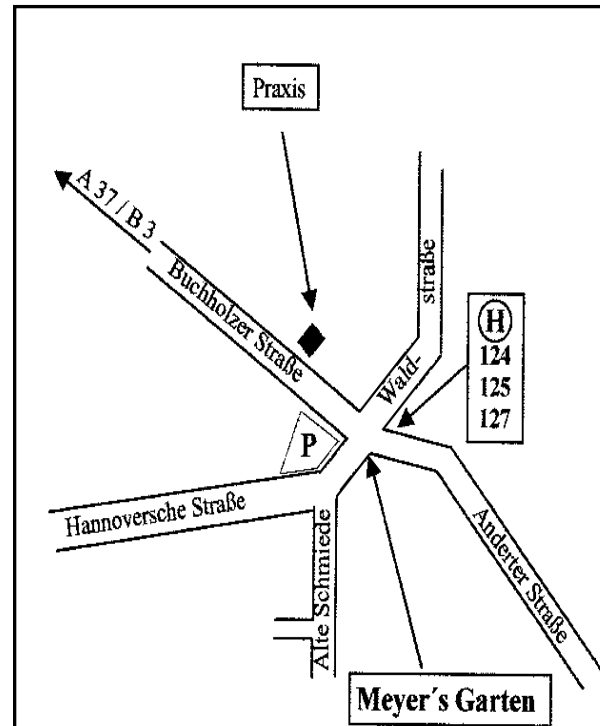 Praxis
A 37 / B 3
Buchholzer Straße
Wald-
straße
H
124
125
127
P
Hannoversche Straße
Alte Schmiede
Anderter Straße
Meyer´s Garten